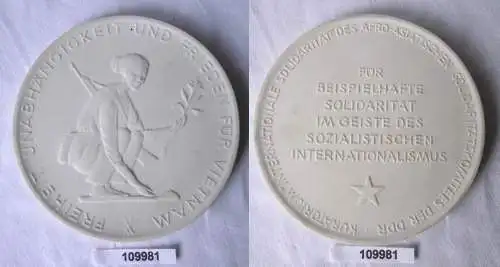 FREIHEIT UNABHÄNGIGKEIT UND FRIEDEN FÜR VIETNAM
109981
KURATORIUM INTERNATIONALE SOLIDARITÄT DES AFRO-ASIATISCHEN SOLIDARITÄTSKOMITEES DER DDR
FÜR
BEISPIELHAFTE
SOLIDARITÄT
IM GEISTE DES
SOZIALISTISCHEN
INTERNATIONALISMUS
109981